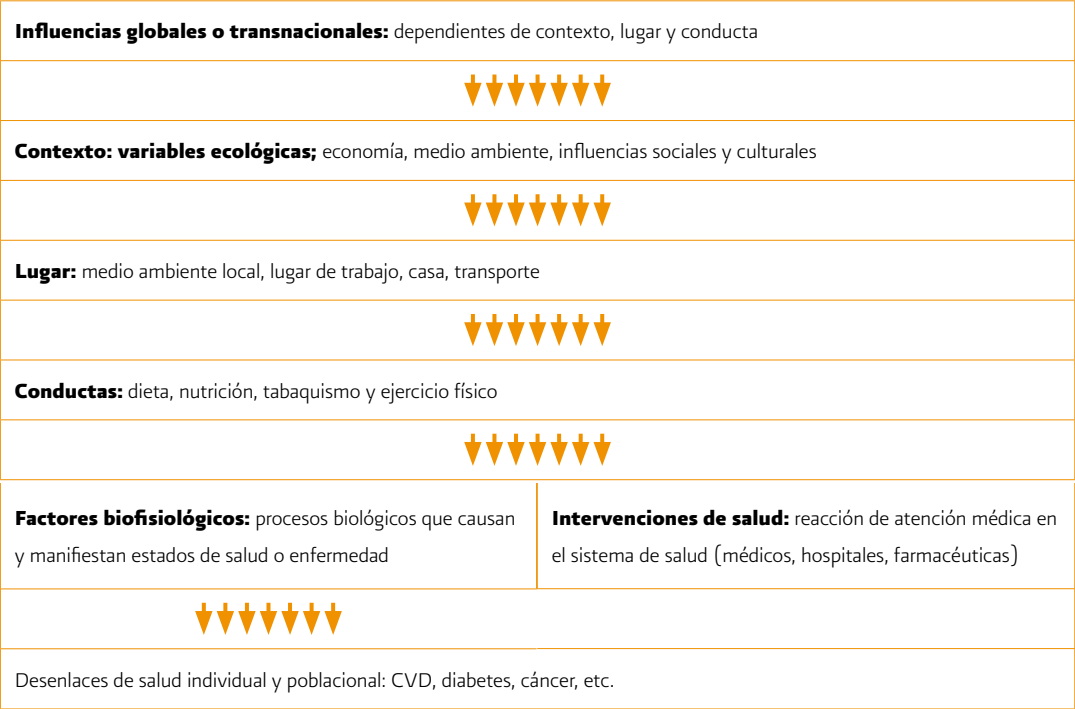 Influencias globales o transnacionales: dependientes de contexto, lugar y conducta
Contexto: variables ecológicas; economía, medio ambiente, influencias sociales y culturales
Lugar: medio ambiente local, lugar de trabajo, casa, transporte
Conductas: dieta, nutrición, tabaquismo y ejercicio físico
Factores biofisiológicos: procesos biológicos que causan
y manifiestan estados de salud o enfermedad
Intervenciones de salud: reacción de atención médica en
el sistema de salud (médicos, hospitales, farmacéuticas)
Desenlaces de salud individual y poblacional: CVD, diabetes, cáncer, etc.